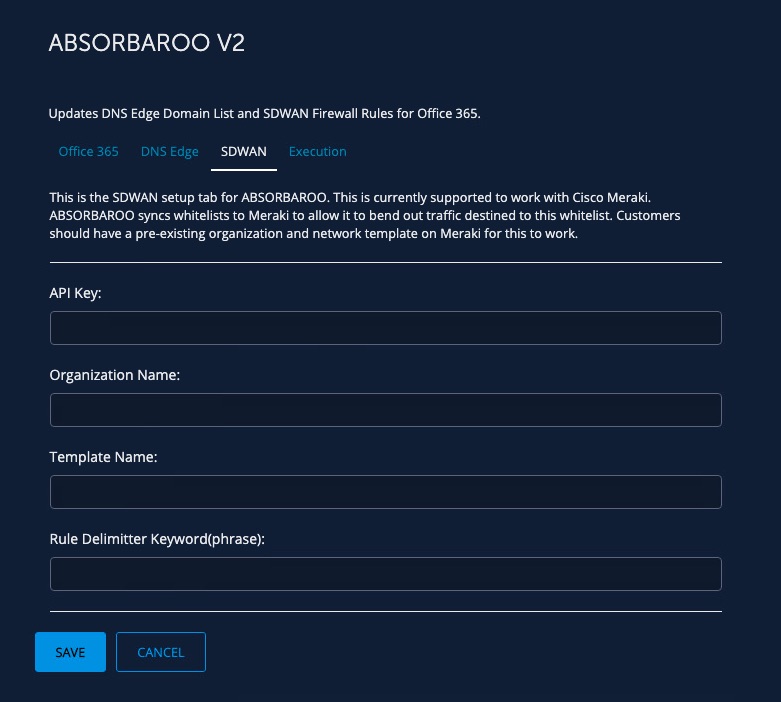 ABSORBAROO V2
Updates DNS Edge Domain List and SDWAN Firewall Rules for Office 365.
Office 365 DNS Edge SDWAN Execution
This is the SDWAN setup tab for ABSORBAROO. This is currently supported to work with Cisco Meraki.
ABSORBAROO syncs whitelists to Meraki to allow it to bend out traffic destined to this whitelist. Customers
should have a pre-existing organization and network template on Meraki for this to work.
API Key:
Organization Name:
Template Name:
Rule Delimitter Keyword(phrase):
SAVE CANCEL